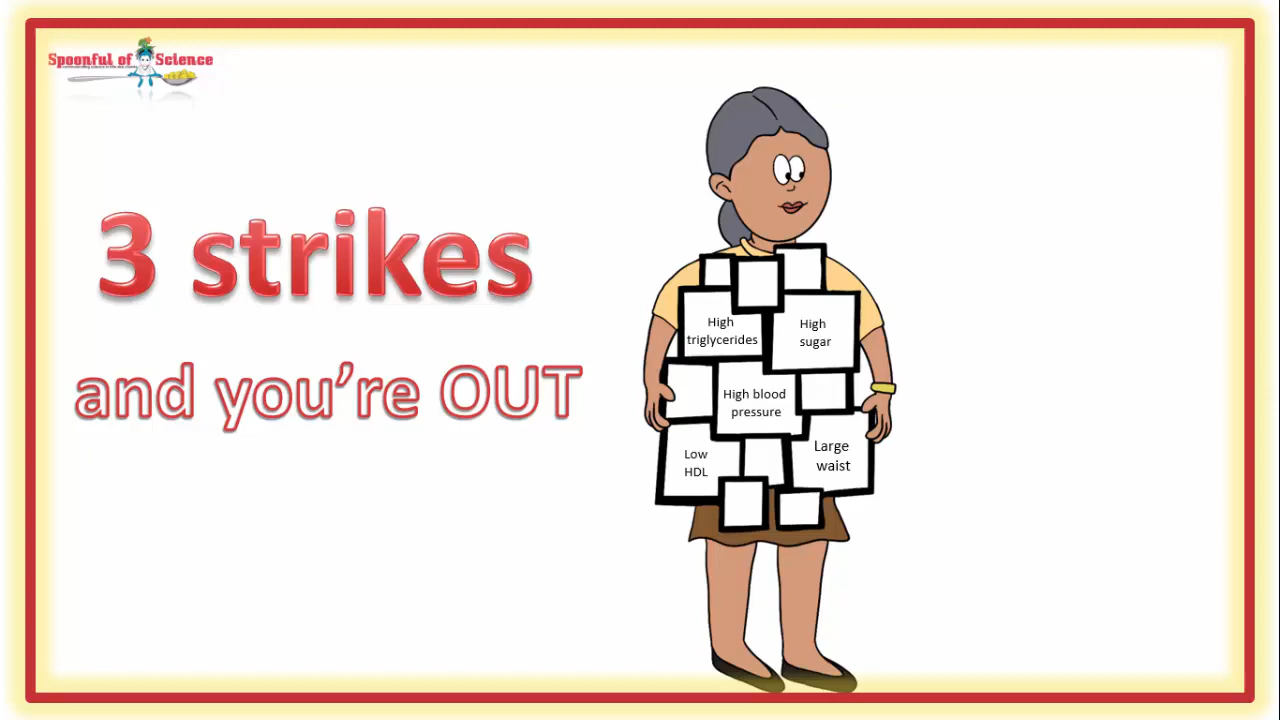 Spoonful of Science
3 strikes
and you're OUT
High
triglycerides
High
sugar
High blood
pressure
Low
HDL
Large
waist